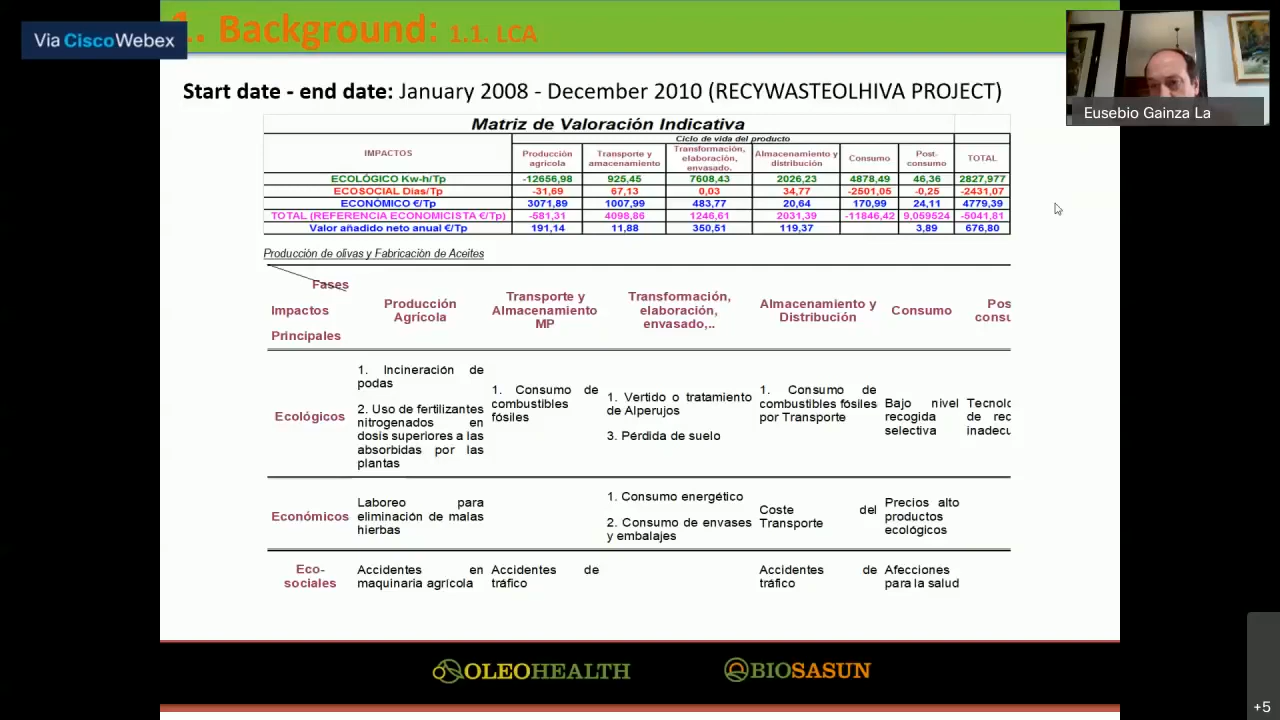 1. Background: 1.1. LCA
Via CiscoWebex
Eusebio Gainza La
Start date - end date: January 2008 - December 2010 (RECYWASTEOLHIVA PROJECT)
Matriz de Valoración Indicativa
Ciclo de vida del producto
IMPACTOS Producción agrícola Transporte y amacenamiento Transformación, elaboración, envasado. Almacenamiento y distribución Consumo Post-consumo TOTAL
ECOLÓGICO Kw-h/Tp -12656,98 925,45 7608,43 2026,23 4878,49 46,36 2827,977
ECOSOCIAL Días/Tp -31,69 67,13 0,03 34,77 -2501,05 -0,25 -2431,07
ECONÓMICO €/Tp 3071,89 1007,99 483,77 20,64 170,99 24,11 4779,39
TOTAL (REFERENCIA ECONOMICISTA €/Tp) -581,31 4098,86 1246,61 2031,39 -11846,42 9,059524 -5041,81
Valor añadido neto anual €/Tp 191,14 11,88 350,51 119,37 3,89 676,80
Producción de olivas y Fabricación de Aceites
Fases
Impactos
Principales
Producción
Agrícola
Transporte y
Almacenamiento
MP
Transformación,
elaboración,
envasado,..
Almacenamiento y
Distribución
Consumo
Pos
consu
Ecológicos
1. Incineración de
podas
2. Uso de fertilizantes
nitrogenados en
dosis superiores a las
absorbidas por las
plantas
1. Consumo de
combustibles
fósiles
1. Vertido o tratamiento
de Alperujos
3. Pérdida de suelo
1. Consumo de
combustibles fósiles
por Transporte
Bajo nivel
recogida
selectiva
Tecnolo
de rec
inadecu
Económicos
Laboreo para
eliminación de malas
hierbas
1. Consumo energético
2. Consumo de envases
y embalajes
Coste del
Transporte
Precios alto
productos
ecológicos
Eco-
sociales
Accidentes en
maquinaria agrícola
Accidentes de
tráfico
Accidentes de
tráfico
Afecciones
para la salud
OLEOHEALTH
BIOSASUN
+5